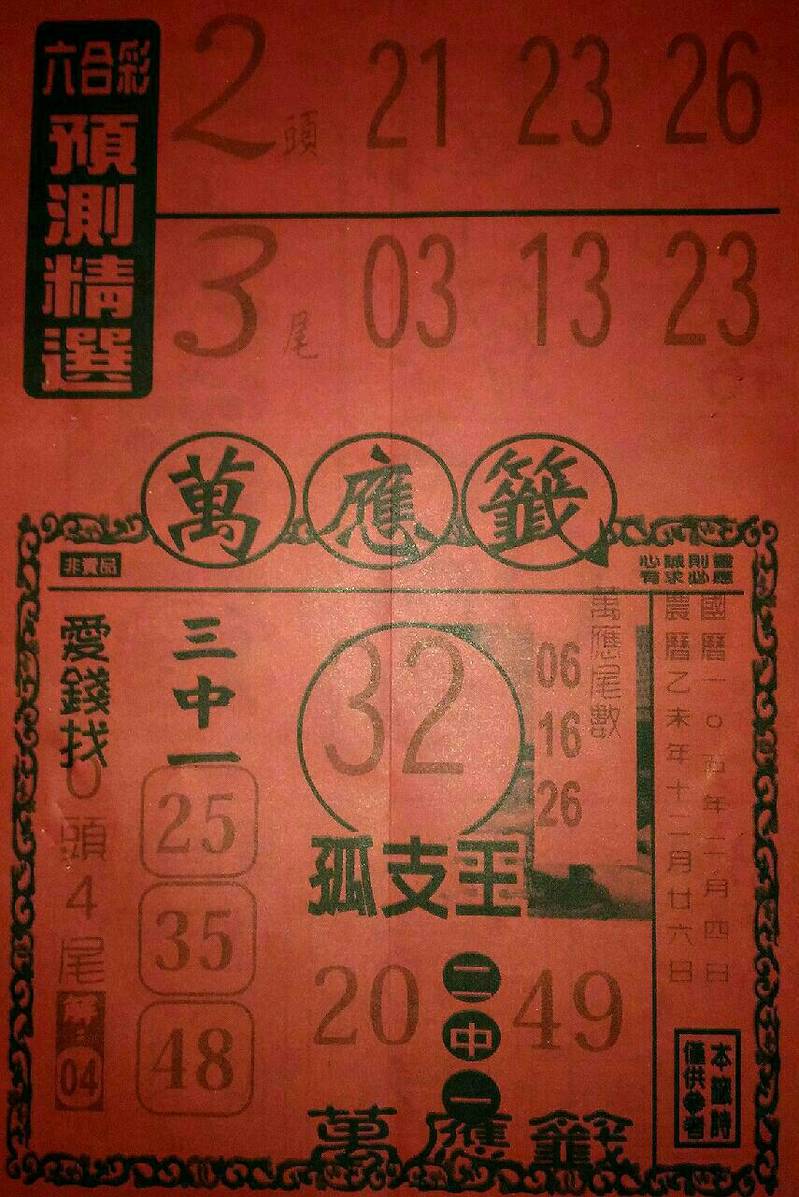 六合彩
預測精選
2頭 21 23 26
3尾 03 13 23
萬應籤
非賣品
心誠則靈
有求必應
國曆一0五年二月四日
農曆乙未年十二月廿六日
萬應尾數
06
16
26
32
孤支王
三中一
25
35
48
愛錢找
0頭4尾
04
20 二中一 49
本籤詩
僅供參考
萬應籤